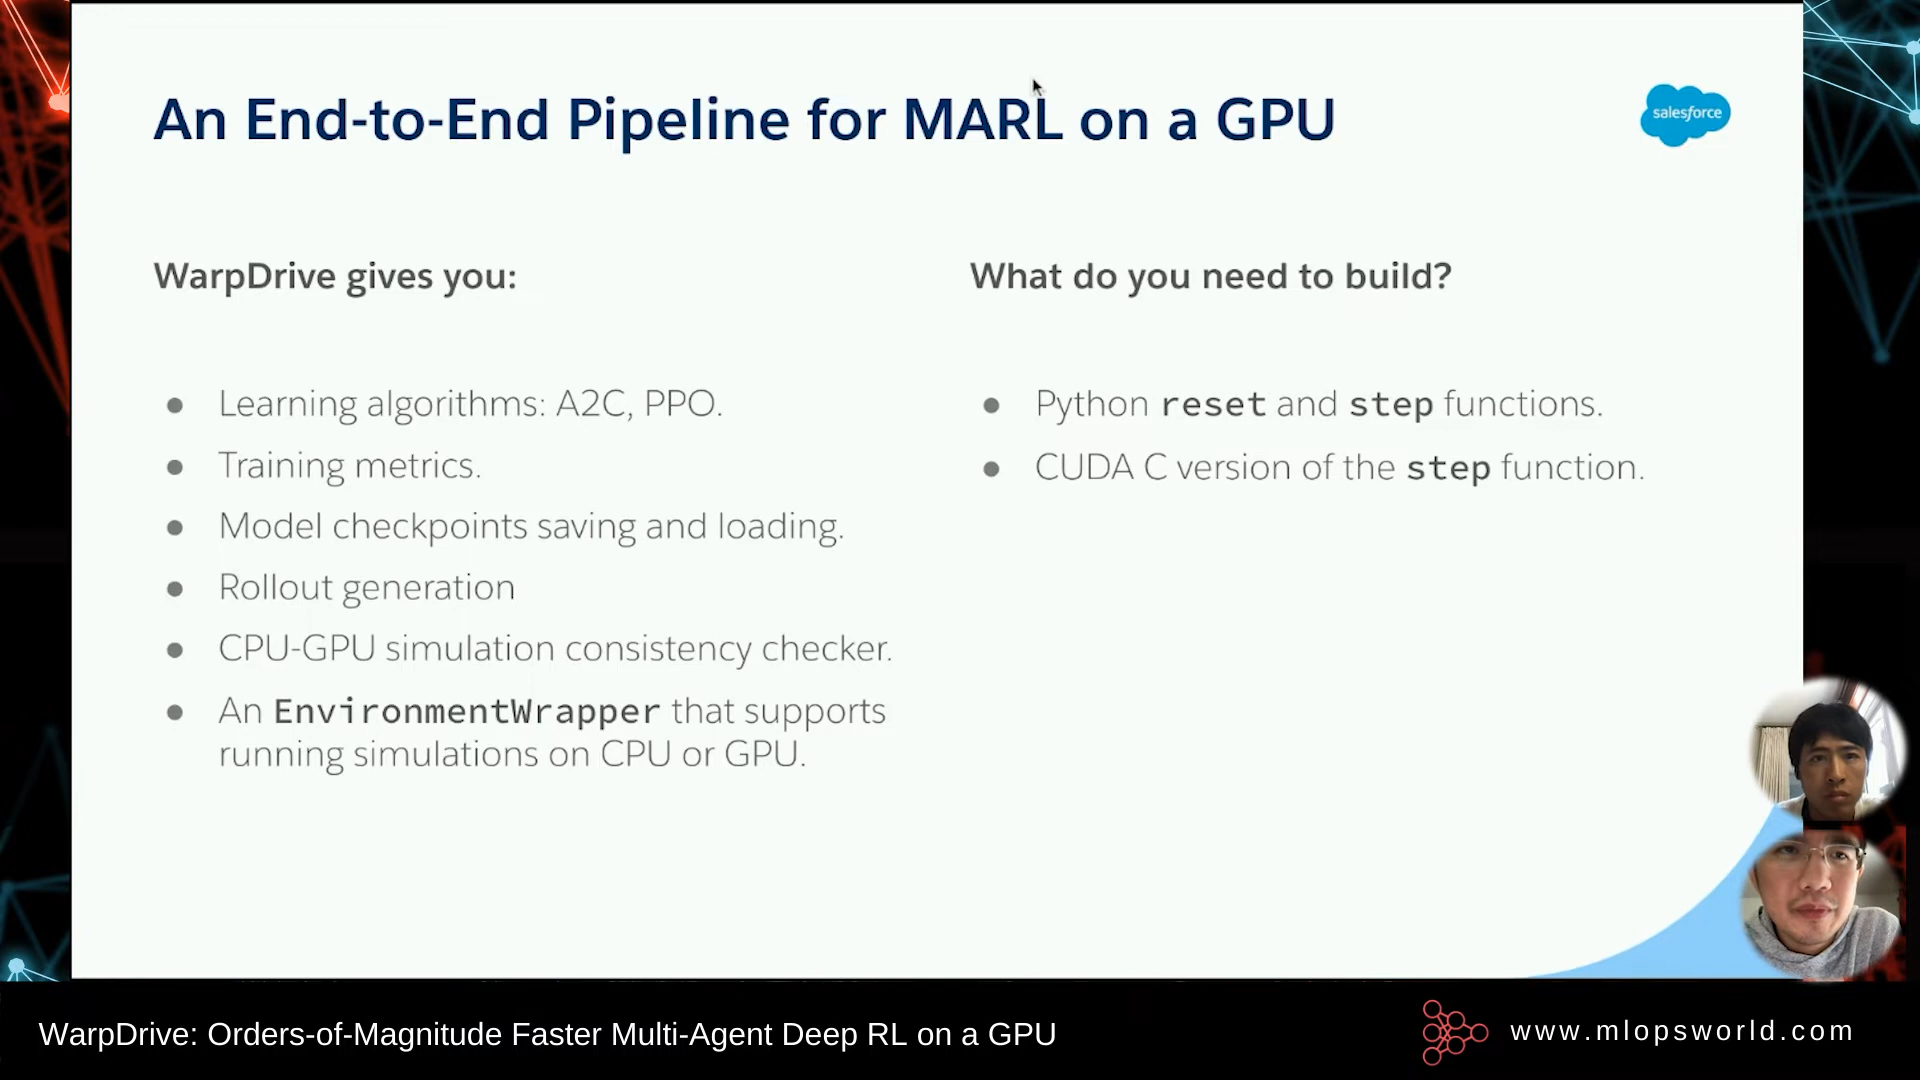 An End-to-End Pipeline for MARL on a GPU
salesforce
WarpDrive gives you:
● Learning algorithms: A2C, PPO.
● Training metrics.
● Model checkpoints saving and loading.
● Rollout generation
● CPU-GPU simulation consistency checker.
● An EnvironmentWrapper that supports
running simulations on CPU or GPU.
What do you need to build?
● Python reset and step functions.
● CUDA C version of the step function.
WarpDrive: Orders-of-Magnitude Faster Multi-Agent Deep RL on a GPU
www.mlopsworld.com